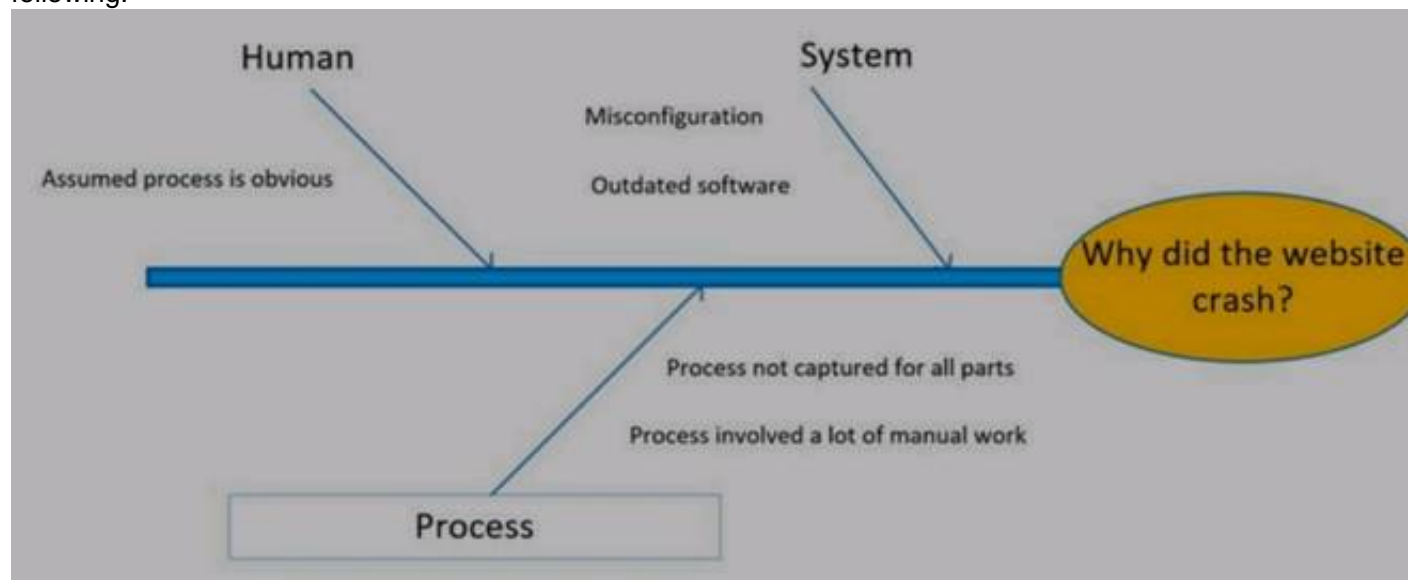 following:
Human
System
Misconfiguration
Assumed process is obvious
Outdated software
Why did the website
crash?
Process not captured for all parts
Process involved a lot of manual work
Process